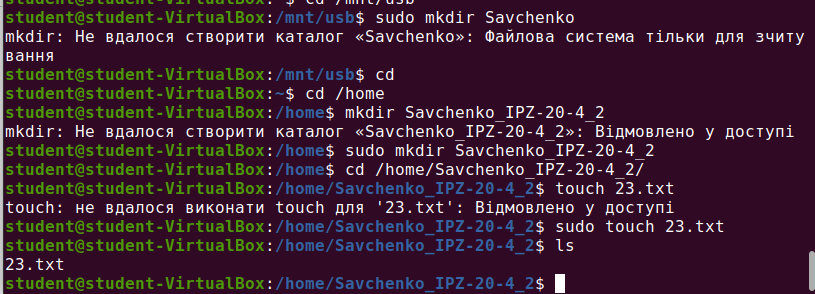 student@student-VirtualBox:~$ cd /mnt/usb
student@student-VirtualBox:/mnt/usb$ sudo mkdir Savchenko
mkdir: Не вдалося створити каталог «Savchenko»: Файлова система тільки для зчиту
вання
student@student-VirtualBox:/mnt/usb$ cd
student@student-VirtualBox:~$ cd /home
student@student-VirtualBox:/home$ mkdir Savchenko_IPZ-20-4_2
mkdir: Не вдалося створити каталог «Savchenko_IPZ-20-4_2»: Відмовлено у доступі
student@student-VirtualBox:/home$ sudo mkdir Savchenko_IPZ-20-4_2
student@student-VirtualBox:/home$ cd /home/Savchenko_IPZ-20-4_2/
student@student-VirtualBox:/home/Savchenko_IPZ-20-4_2$ touch 23.txt
touch: не вдалося виконати touch для '23.txt': Відмовлено у доступі
student@student-VirtualBox:/home/Savchenko_IPZ-20-4_2$ sudo touch 23.txt
student@student-VirtualBox:/home/Savchenko_IPZ-20-4_2$ ls
23.txt
student@student-VirtualBox:/home/Savchenko_IPZ-20-4_2$